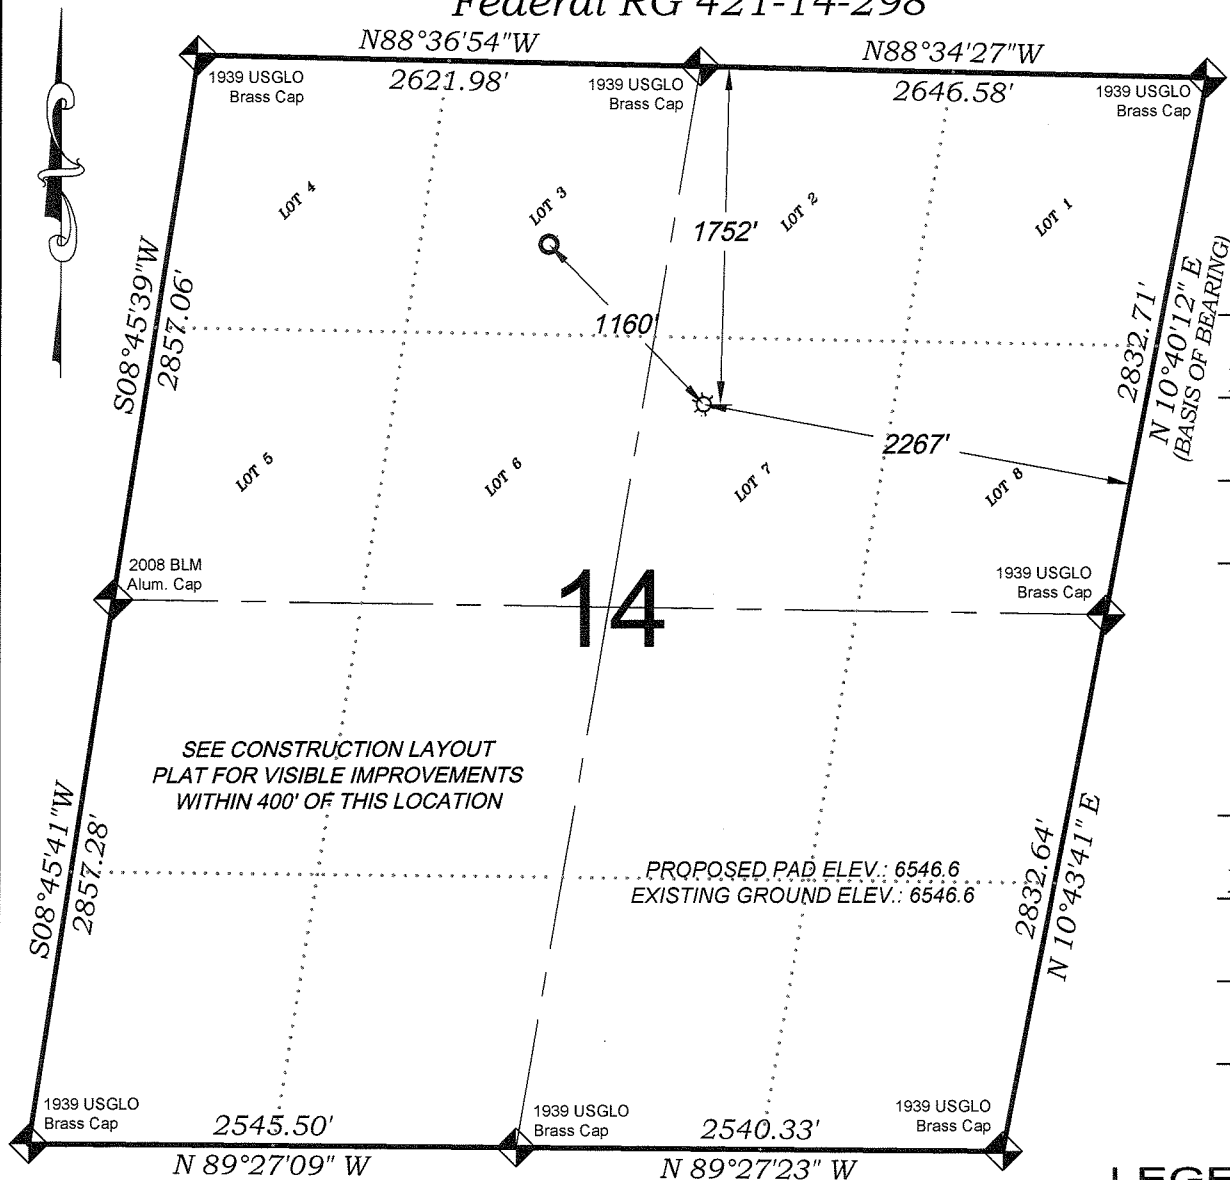 Federal RG 421-14-298
N88°36'54"W
N88°34'27"W
2621.98'
2646.58'
1939 USGLO
Brass Cap
1939 USGLO
Brass Cap
1939 USGLO
Brass Cap
LOT 4
LOT 3
LOT 2
LOT 1
1752'
1160'
2267'
S08°45'39"W
2857.06'
2832.71'
N 10°40'12" E
(BASIS OF BEARING)
LOT 5
LOT 6
LOT 7
LOT 8
2008 BLM
Alum. Cap
1939 USGLO
Brass Cap
14
SEE CONSTRUCTION LAYOUT
PLAT FOR VISIBLE IMPROVEMENTS
WITHIN 400' OF THIS LOCATION
S08°45'41"W
2857.28'
PROPOSED PAD ELEV.: 6546.6
EXISTING GROUND ELEV.: 6546.6
2832.64'
N 10°43'41" E
1939 USGLO
Brass Cap
1939 USGLO
Brass Cap
1939 USGLO
Brass Cap
2545.50'
2540.33'
N 89°27'09" W
N 89°27'23" W